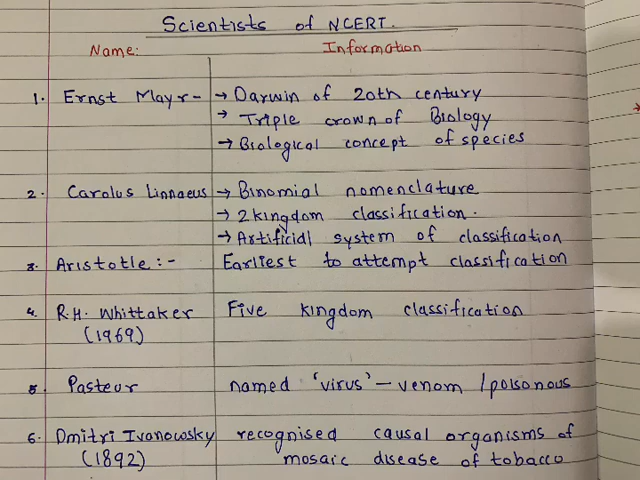 Scientists of NCERT.
Name: Information
1. Ernst Mayr- → Darwin of 20th century
→ Triple crown of Biology
→ Biological concept of species
2. Carolus Linnaeus → Binomial nomenclature
→ 2 kingdom classification.
→ Artificial system of classification
3. Aristotle :- Earliest to attempt classification
4. R.H. Whittaker Five kingdom classification
(1969)
5. Pasteur named 'virus' - venom / poisonous
6. Dmitri Ivanowsky recognised causal organisms of
(1892) mosaic disease of tobacco